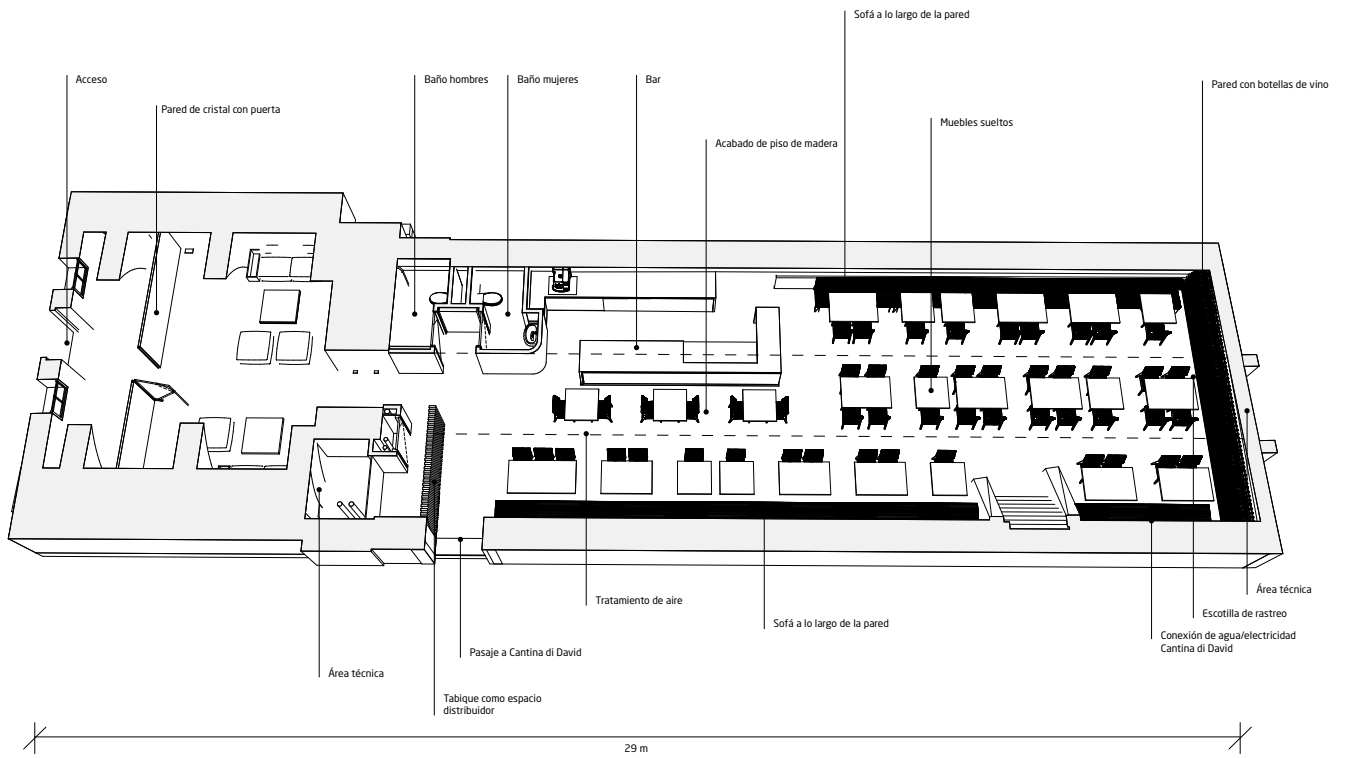 Sofá a lo largo de la pared
Acceso
Baño hombres
Baño mujeres
Bar
Pared con botellas de vino
Pared de cristal con puerta
Muebles sueltos
Acabado de piso de madera
Área técnica
Tratamiento de aire
Escotilla de rastreo
Sofá a lo largo de la pared
Conexión de agua/electricidad
Cantina di David
Pasaje a Cantina di David
Área técnica
Tabique como espacio
distribuidor
29 m